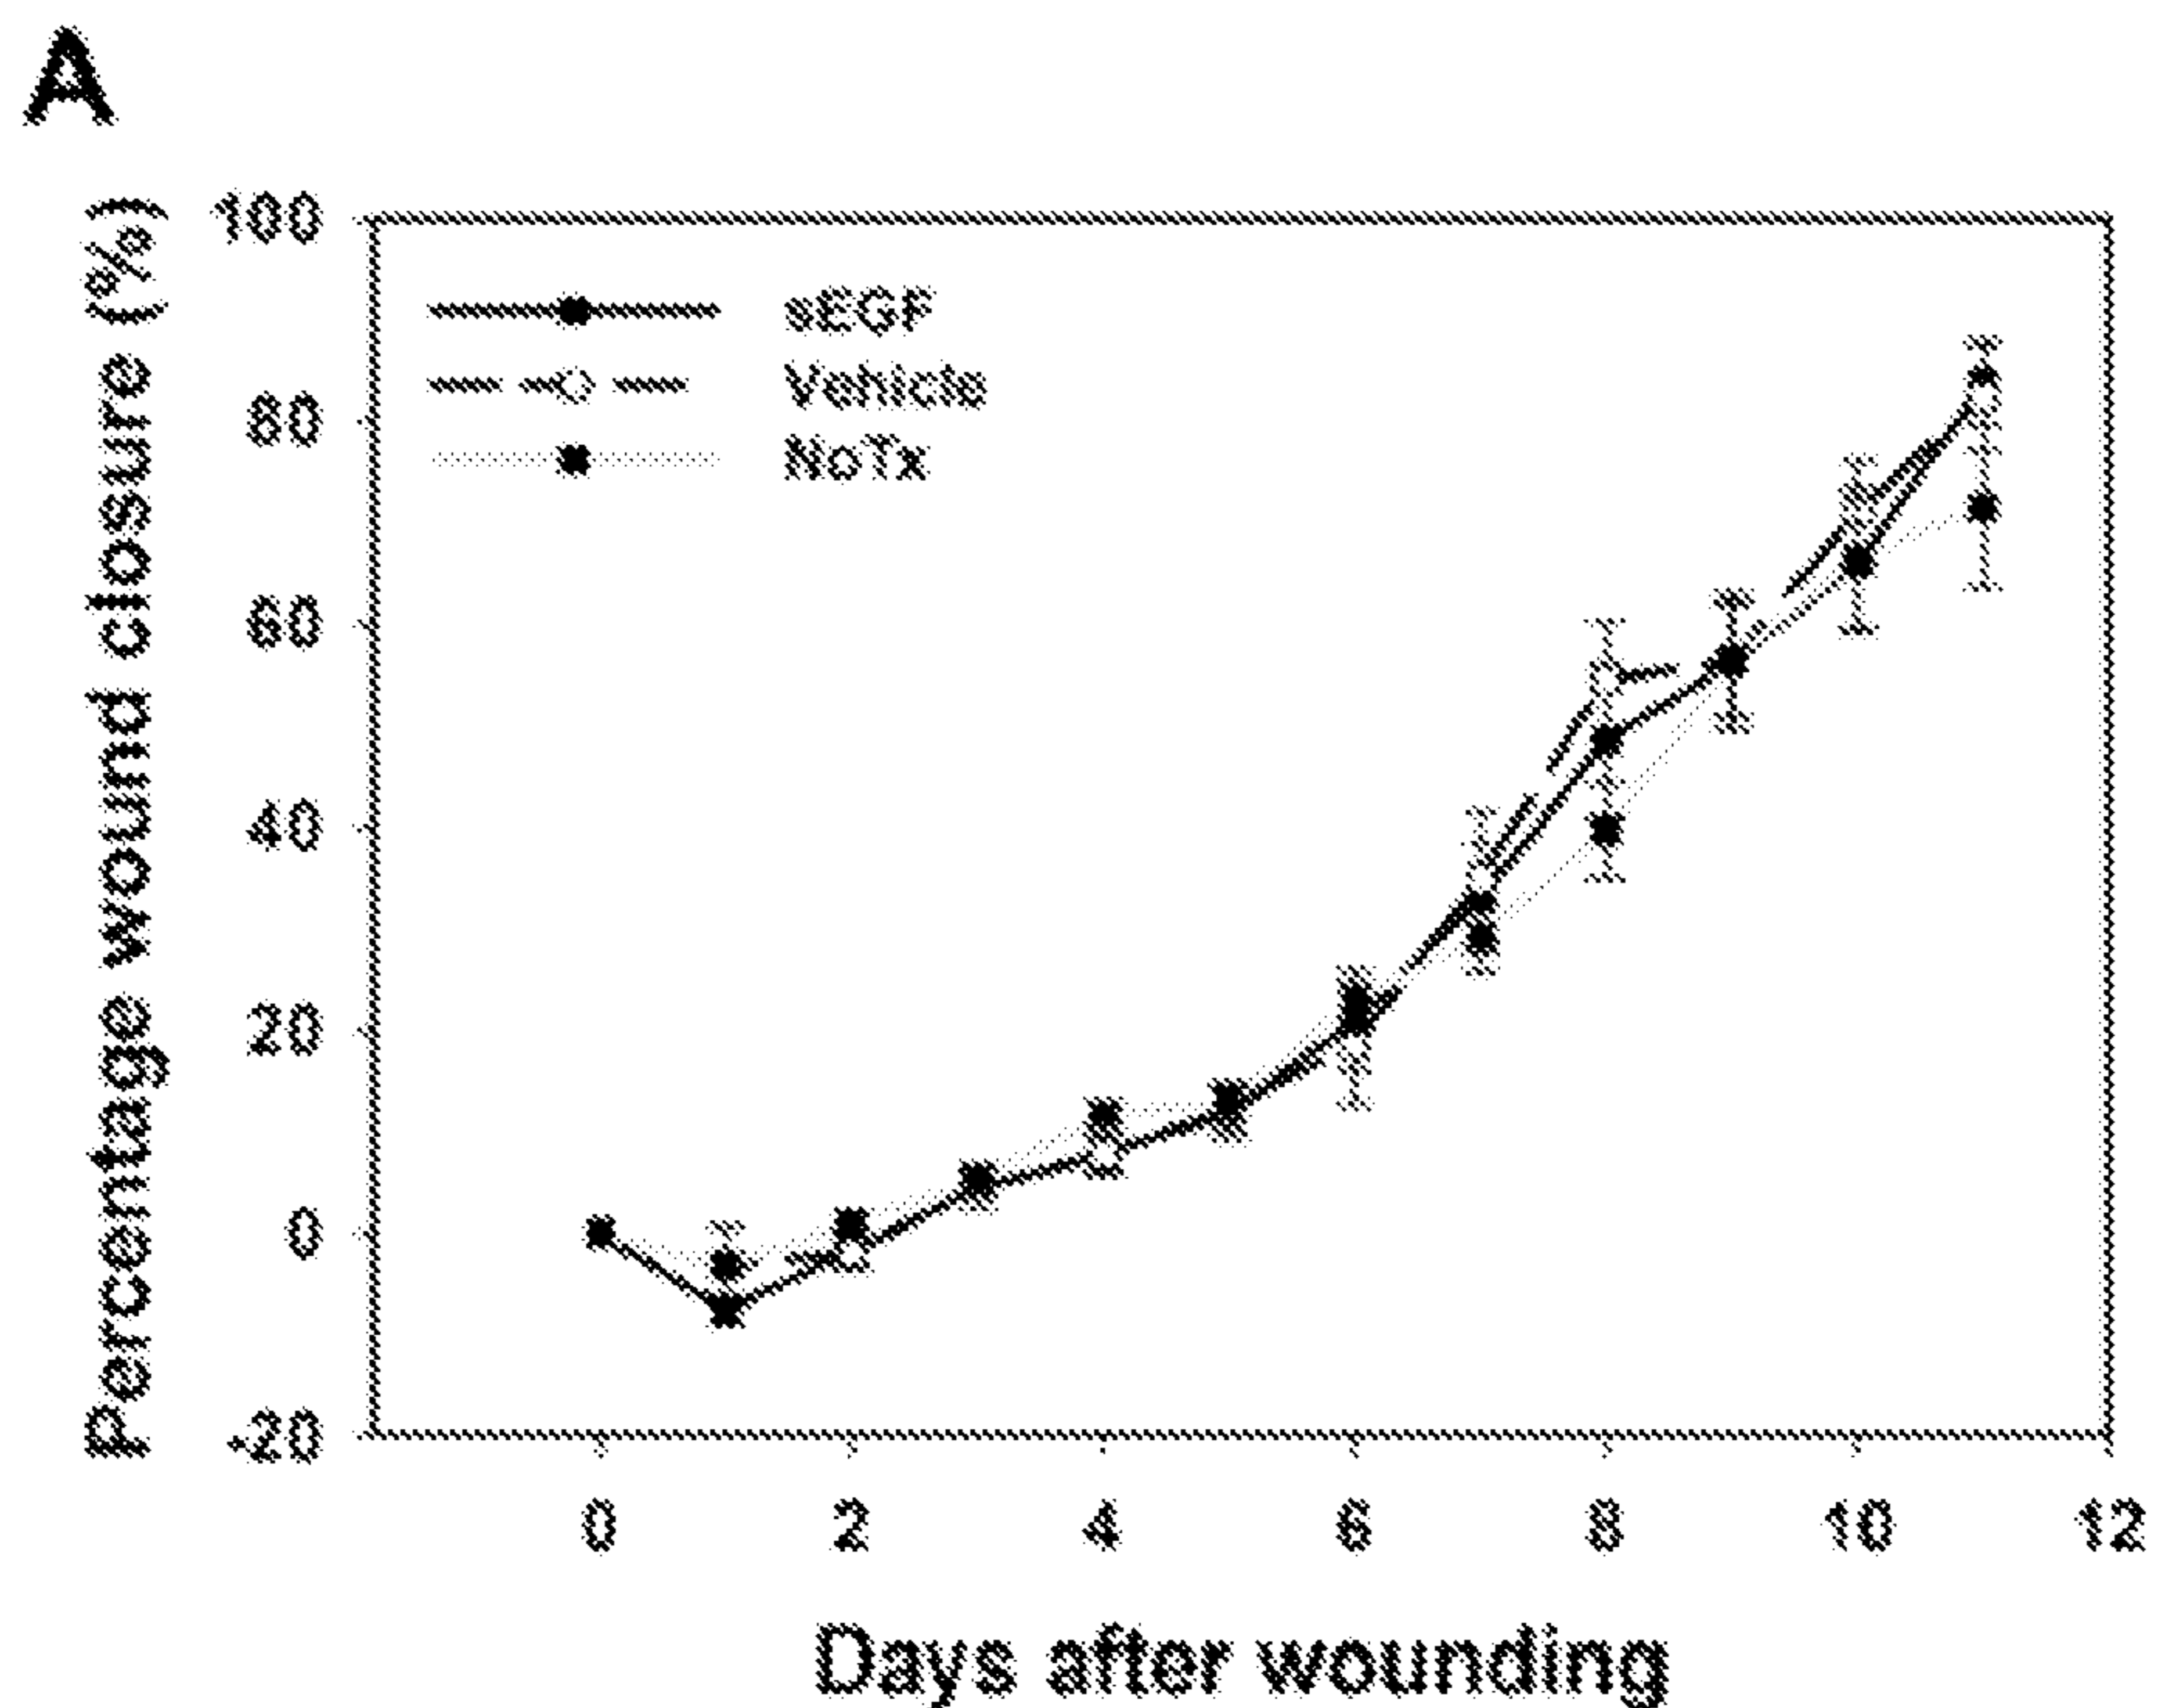 A
Percentage wound closure (%)
100
80
60
40
20
0
-20
sEGF
Vehicle
NoTx
0 2 4 6 8 10 12
Days after wounding